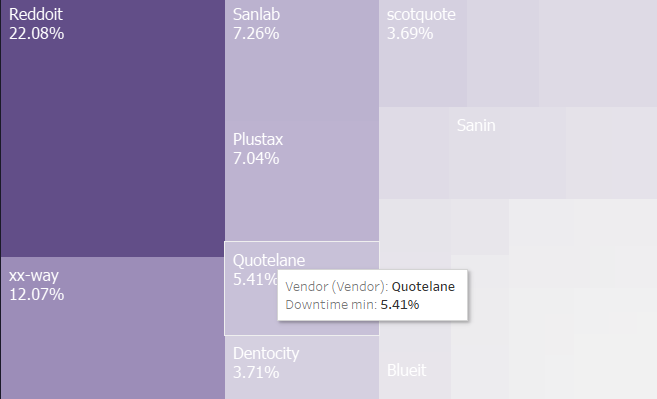 Reddoit
22.08%
xx-way
12.07%
Sanlab
7.26%
Plustax
7.04%
Quotelane
5.41%
Vendor (Vendor): Quotelane
Downtime min: 5.41%
Dentocity
3.71%
scotquote
3.69%
Sanin
Blueit